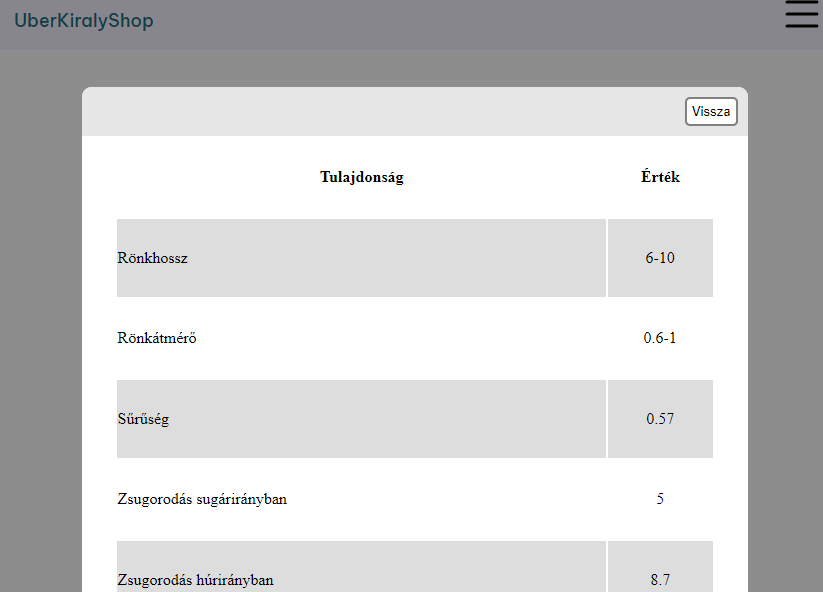 UberKiralyShop
Vissza
Tulajdonság Érték
Rönkhossz 6-10
Rönkátmérő 0.6-1
Sűrűség 0.57
Zsugorodás sugárirányban 5
Zsugorodás húrirányban 8.7